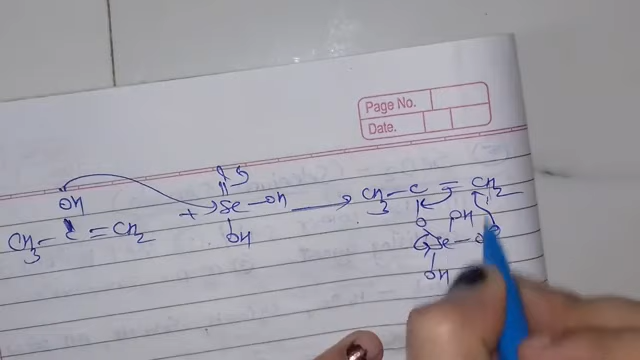 Page No.
Date.
OH
CH3 - C = CH2 + Se - OH ⟶ CH3 - C = CH2
OH
O OH
Se - O
OH